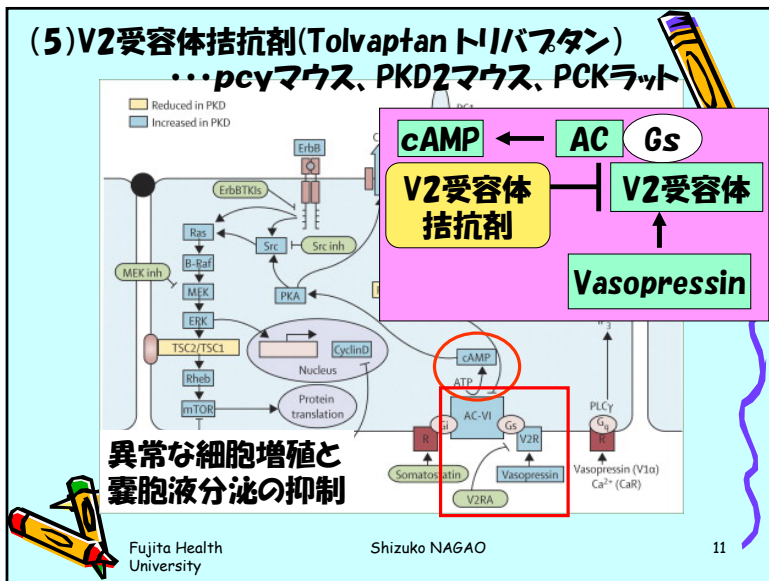 (5)V2受容体拮抗剤(Tolvaptan トリバプタン)
・・・pcyマウス、PKD2マウス、PCKラット
Reduced in PKD
Increased in PKD
cAMP
AC
Gs
V2受容体
拮抗剤
V2受容体
Vasopressin
ErbB
ErbBTKIs
Ras
Src
Src inh
B-Raf
MEK inh
MEK
PKA
ERK
TSC2/TSC1
CyclinD
Nucleus
Rheb
mTOR
Protein
translation
cAMP
ATP
AC-VI
Gi
Gs
R
V2R
Somatostatin
Vasopressin
V2RA
PLCγ
Gq
R
Vasopressin (V1α)
Ca2+ (CaR)
異常な細胞増殖と
嚢胞液分泌の抑制
Fujita Health
University
Shizuko NAGAO
11